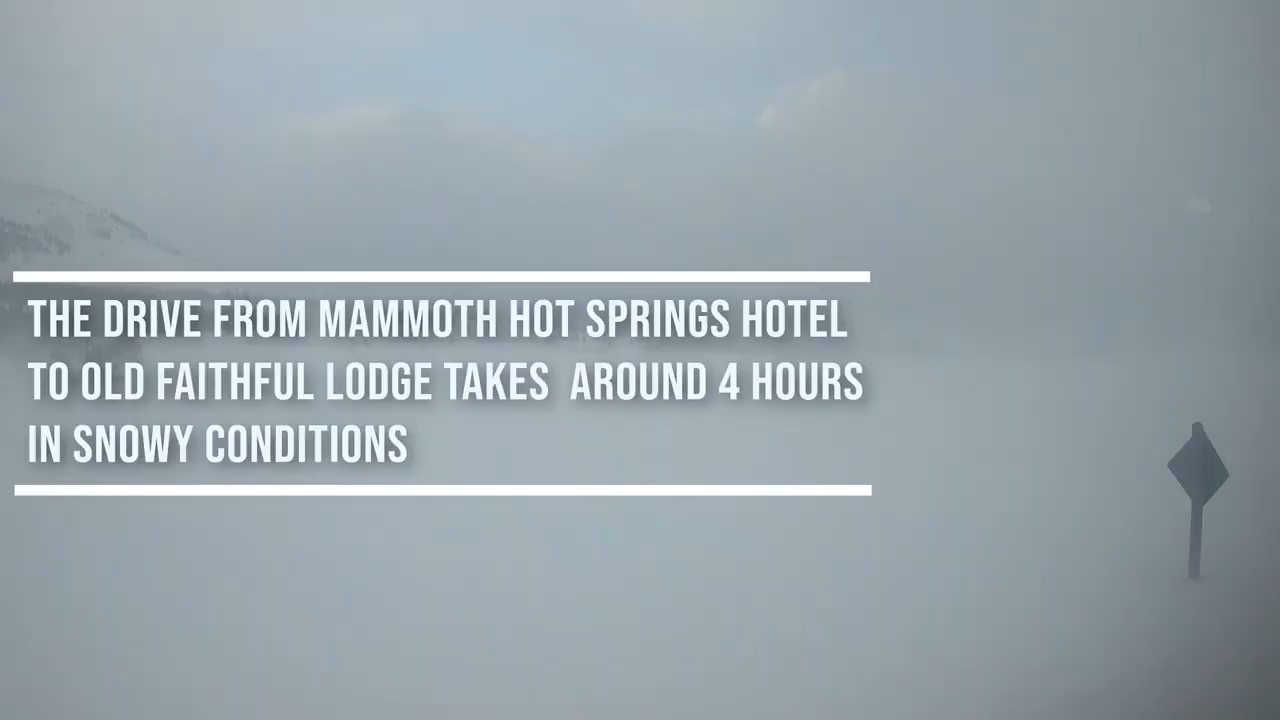 THE DRIVE FROM MAMMOTH HOT SPRINGS HOTEL
TO OLD FAITHFUL LODGE TAKES  AROUND 4 HOURS
IN SNOWY CONDITIONS